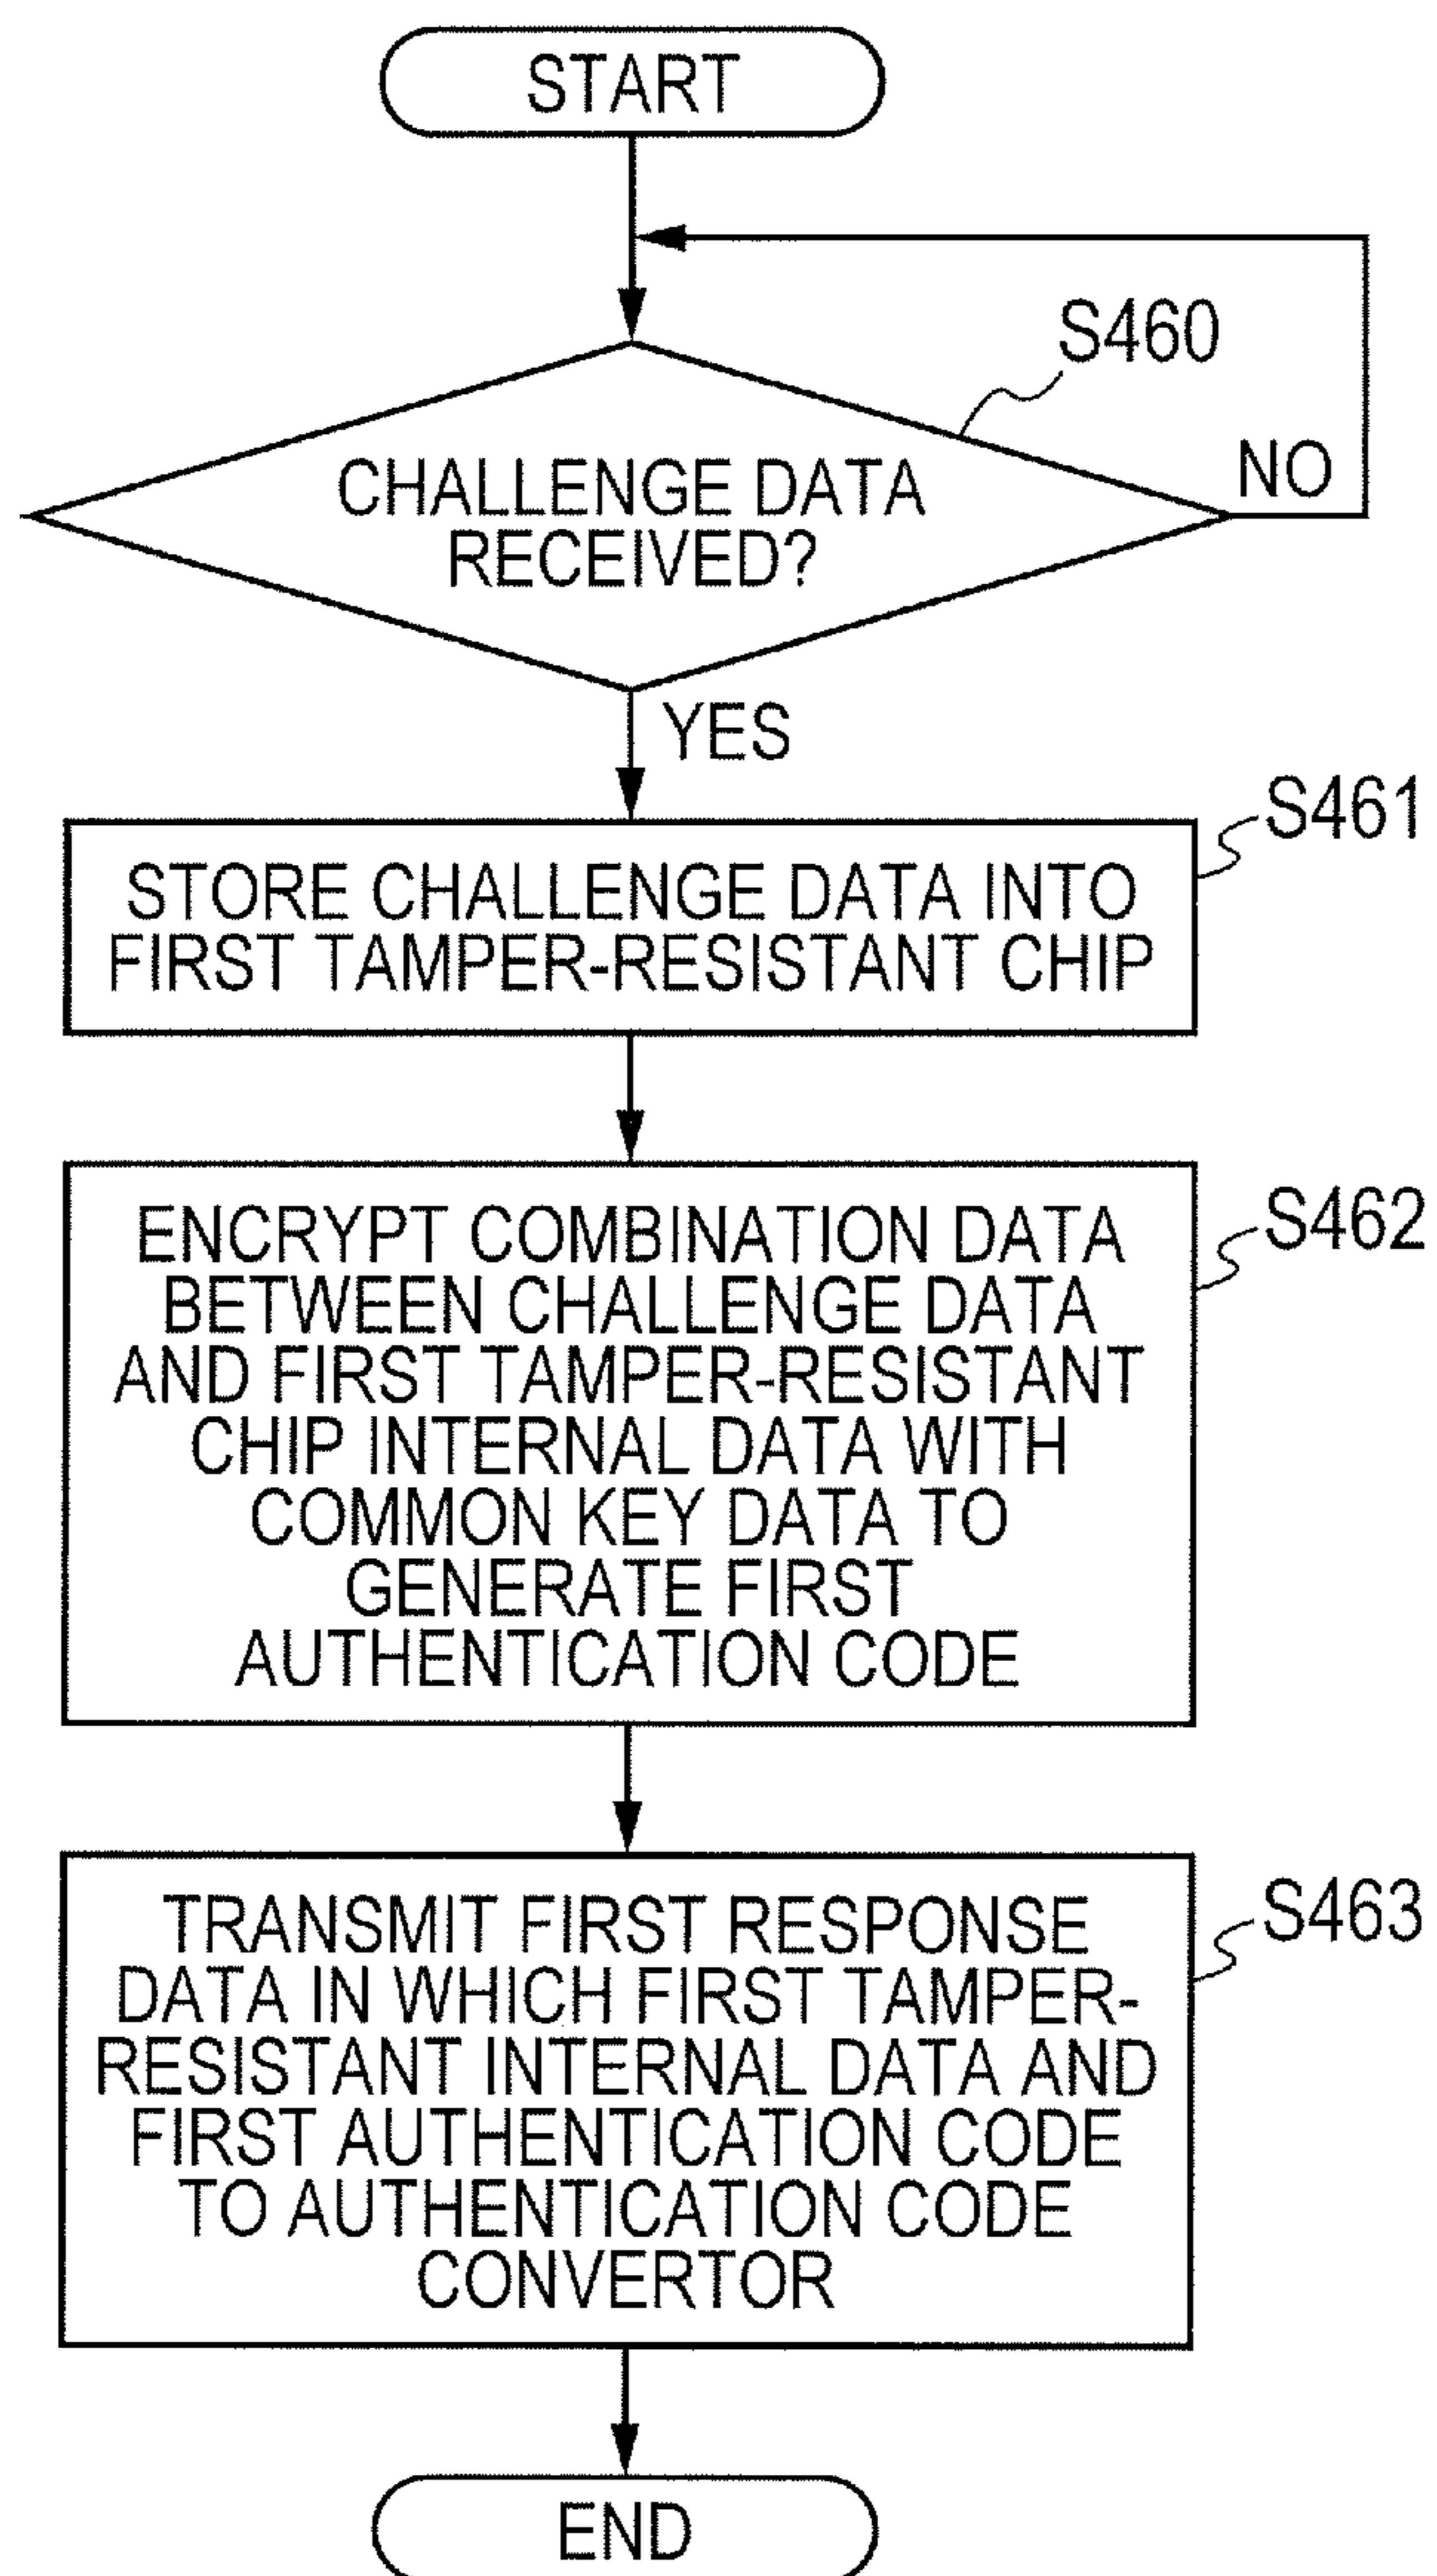 START
S460
CHALLENGE DATA
RECEIVED?
NO
YES
S461
STORE CHALLENGE DATA INTO
FIRST TAMPER-RESISTANT CHIP
S462
ENCRYPT COMBINATION DATA
BETWEEN CHALLENGE DATA
AND FIRST TAMPER-RESISTANT
CHIP INTERNAL DATA WITH
COMMON KEY DATA TO
GENERATE FIRST
AUTHENTICATION CODE
S463
TRANSMIT FIRST RESPONSE
DATA IN WHICH FIRST TAMPER-
RESISTANT INTERNAL DATA AND
FIRST AUTHENTICATION CODE
TO AUTHENTICATION CODE
CONVERTOR
END